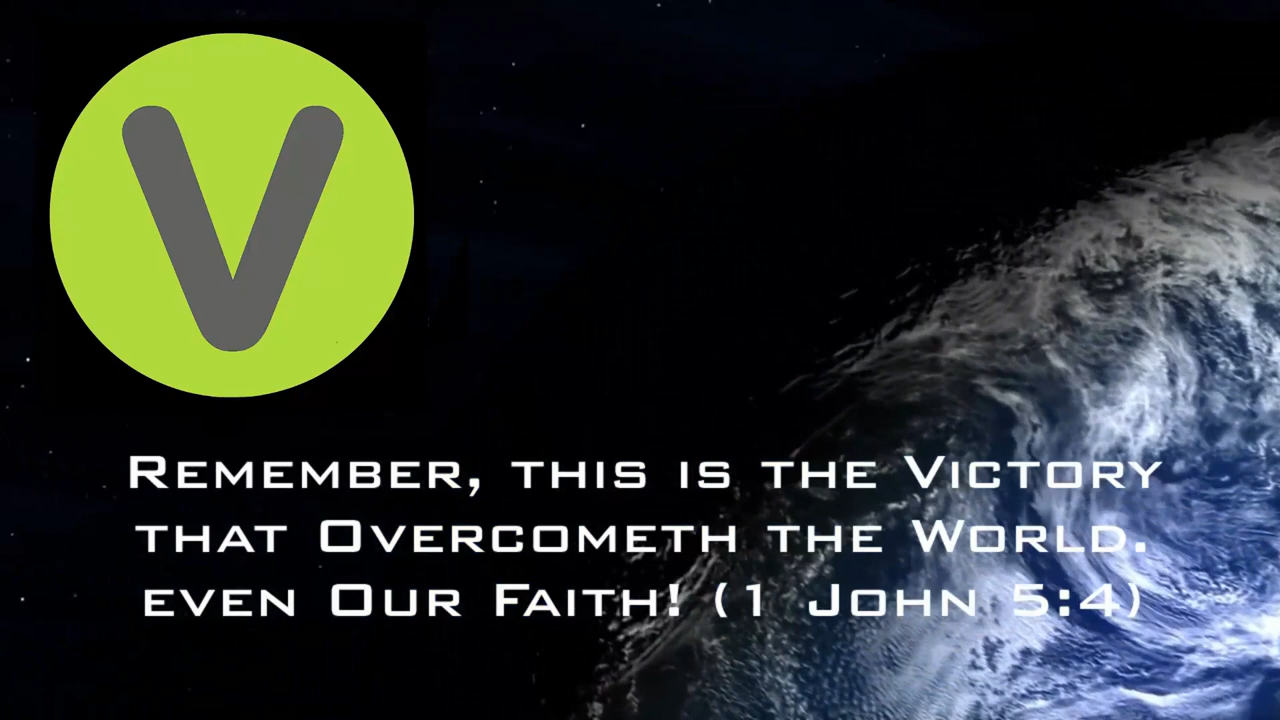 V
Remember, this is the Victory
that Overcometh the World.
even Our Faith! (1 John 5:4)